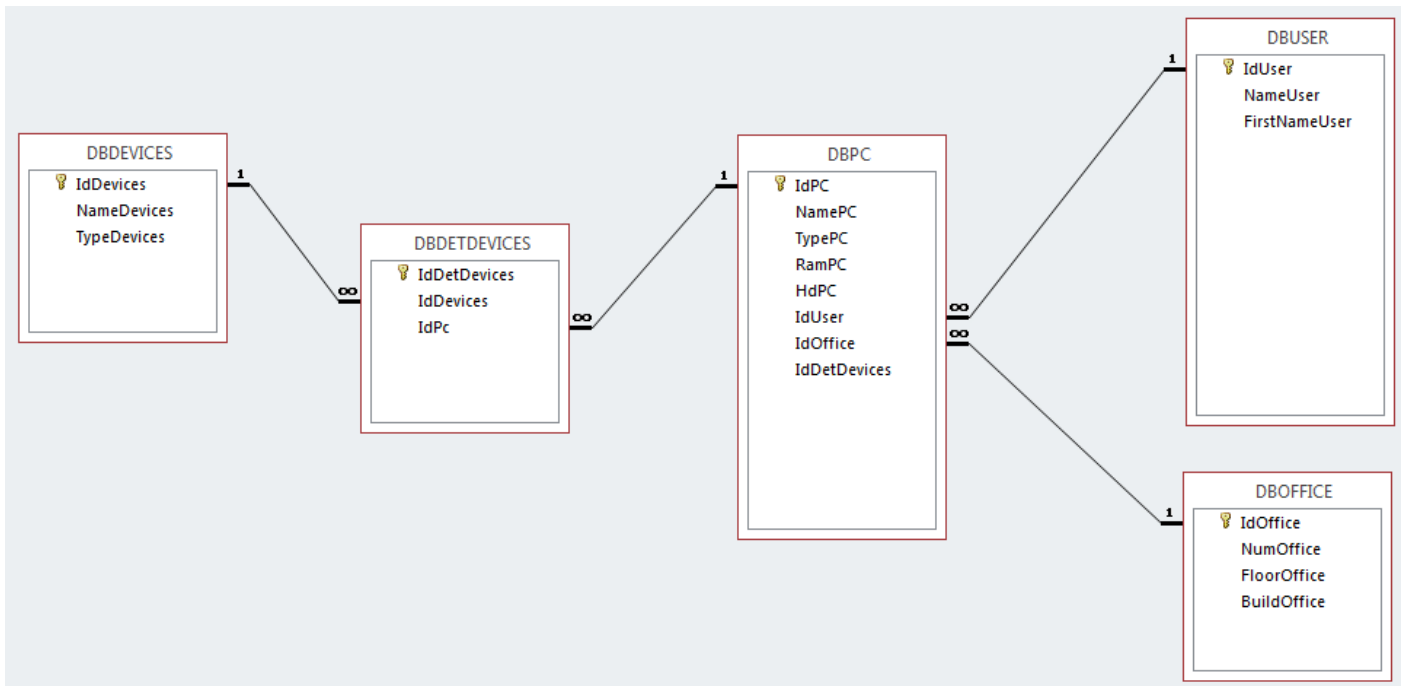 DBDEVICES
IdDevices
NameDevices
TypeDevices
1
∞
DBDETDEVICES
IdDetDevices
IdDevices
IdPc
∞
1
DBPC
IdPC
NamePC
TypePC
RamPC
HdPC
IdUser
IdOffice
IdDetDevices
∞
∞
1
DBUSER
IdUser
NameUser
FirstNameUser
1
DBOFFICE
IdOffice
NumOffice
FloorOffice
BuildOffice